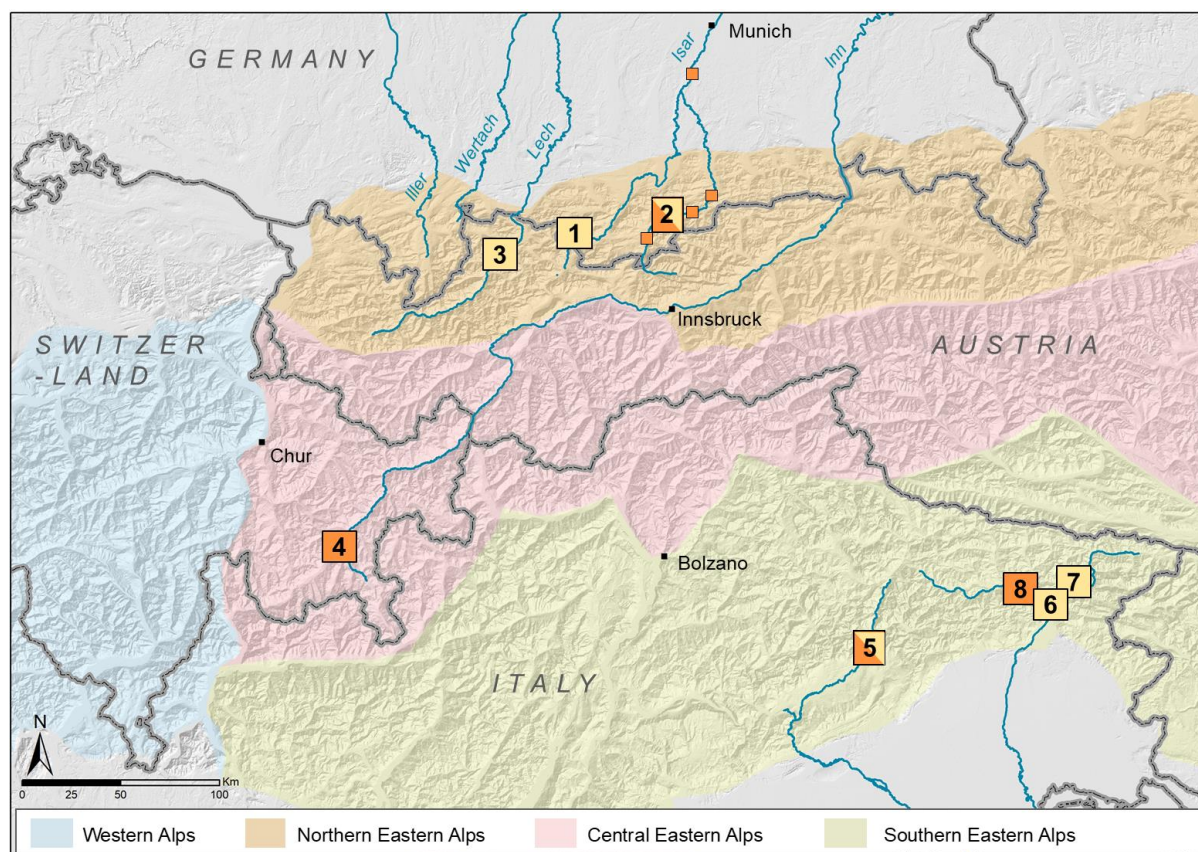 Munich
GERMANY
Isar
Inn
Wertach
Lech
Iller
2
1
3
Innsbruck
SWITZER
-LAND
AUSTRIA
Chur
4
Bolzano
7
8
6
5
ITALY
N
Km
0 25 50 100
Western Alps Northern Eastern Alps Central Eastern Alps Southern Eastern Alps